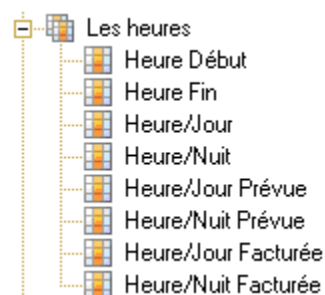 Les heures
Heure Début
Heure Fin
Heure/Jour
Heure/Nuit
Heure/Jour Prévue
Heure/Nuit Prévue
Heure/Jour Facturée
Heure/Nuit Facturée